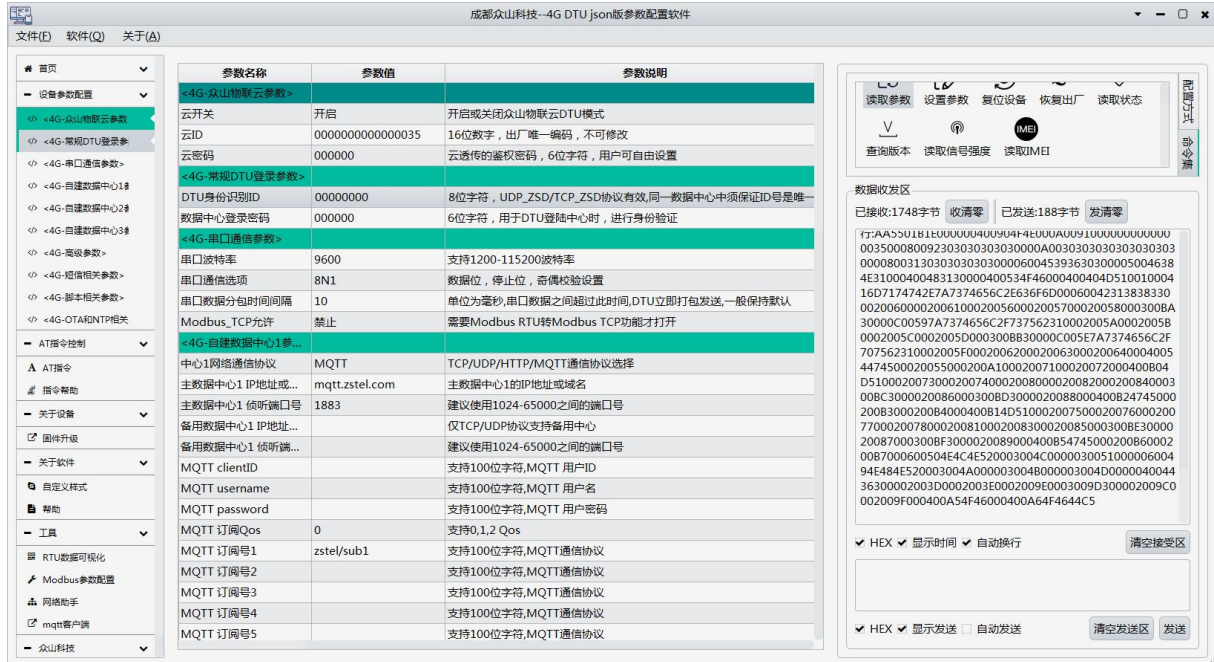 成都众山科技--4G DTU json版参数配置软件
文件(F) 软件(Q) 关于(A)
首页
设备参数配置
<4G-众山物联云参数
<4G-常规DTU登录参
<4G-串口通信参数>
<4G-自建数据中心1参
<4G-自建数据中心2参
<4G-自建数据中心3参
<4G-高级参数>
<4G-短信相关参数>
<4G-脚本相关参数>
<4G-OTA和NTP相关
AT指令控制
AT指令
指令帮助
关于设备
固件升级
关于软件
自定义样式
帮助
工具
RTU数据可视化
Modbus参数配置
网络助手
mqtt客户端
众山科技
参数名称 参数值 参数说明
<4G-众山物联云参数>
云开关 开启 开启或关闭众山物联云DTU模式
云ID 0000000000000035 16位数字，出厂唯一编码，不可修改
云密码 000000 云透传的鉴权密码，6位字符，用户可自由设置
<4G-常规DTU登录参数>
DTU身份识别ID 00000000 8位字符，UDP_ZSD/TCP_ZSD协议有效,同一数据中心中须保证ID号是唯一
数据中心登录密码 000000 6位字符，用于DTU登陆中心时，进行身份验证
<4G-串口通信参数>
串口波特率 9600 支持1200-115200波特率
串口通信选项 8N1 数据位，停止位，奇偶校验设置
串口数据分包时间间隔 10 单位为毫秒,串口数据之间超过此时间,DTU立即打包发送,一般保持默认
Modbus_TCP允许 禁止 需要Modbus RTU转Modbus TCP功能才打开
<4G-自建数据中心1参...
中心1网络通信协议 MQTT TCP/UDP/HTTP/MQTT通信协议选择
主数据中心1 IP地址或... mqtt.zstel.com 主数据中心1的IP地址或域名
主数据中心1 侦听端口号 1883 建议使用1024-65000之间的端口号
备用数据中心1 IP地址... 仅TCP/UDP协议支持备用中心
备用数据中心1 侦听端... 建议使用1024-65000之间的端口号
MQTT clientID 支持100位字符,MQTT 用户ID
MQTT username 支持100位字符,MQTT 用户名
MQTT password 支持100位字符,MQTT 用户密码
MQTT 订阅Qos 0 支持0,1,2 Qos
MQTT 订阅号1 zstel/sub1 支持100位字符,MQTT通信协议
MQTT 订阅号2 支持100位字符,MQTT通信协议
MQTT 订阅号3 支持100位字符,MQTT通信协议
MQTT 订阅号4 支持100位字符,MQTT通信协议
MQTT 订阅号5 支持100位字符,MQTT通信协议
读取参数 设置参数 复位设备 恢复出厂 读取状态
IMEI
查询版本 读取信号强度 读取IMEI
配置方式
命令集
数据收发区
已接收:1748字节 收清零 已发送:188字节 发清零
行:AA5501B1E000000400904F4E000A0091000000000000
0035000800923030303030300000A0030303030303030303
0000800313030303030300006004539363030000500 4638
4E310004004831300004005 34F46000400404D510010004
16D7174742E7A7374656C2E636F6D00060042313838330
00206000020061000200560002005700020058000300BA
30000C00597A7374656C2F737562310002005A0002005B
0002005C0002005D000300BB30000C005E7A7374656C2F
707562310002005F00020062000200630002006 40004005
44745000200550002 00A1000200710002007200040 0B04
D5100020073000200740002008000020082000200840003
00BC3000020086000300BD3000020088000400B24745000
200B3000200B4000400B14D510002007500020076000200
770002007800020081000200830002 0085000300BE30000
20087000300BF3000020089000400B54745000200B60002
00B7000600504E4C4E520003004C00000300510000060 04
94E484E520003004A000003004B000003004D0000040044
36300002003D0002003E0002009E0003009D300002009C0
002009F000400A54F46000400A64F4644C5
HEX 显示时间 自动换行 清空接受区
HEX 显示发送 自动发送 清空发送区 发送